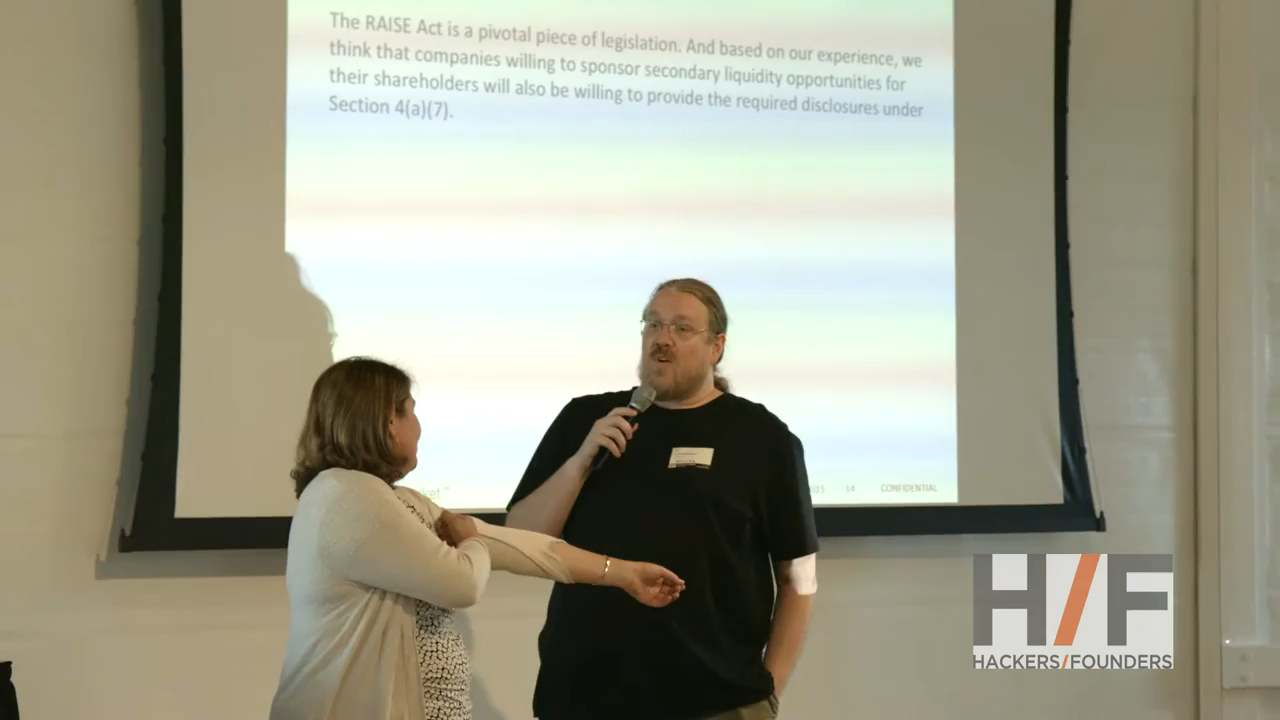 The RAISE Act is a pivotal piece of legislation. And based on our experience, we
think that companies willing to sponsor secondary liquidity opportunities for
their shareholders will also be willing to provide the required disclosures under
Section 4(a)(7).
14 CONFIDENTIAL
H/F
HACKERS/FOUNDERS